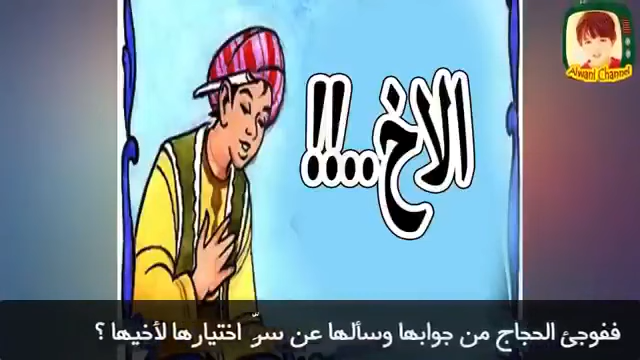 Alwani Channel
الاخ...!!
ففوجئ الحجاج من جوابها وسألها عن سرّ اختيارها لأخيها ؟